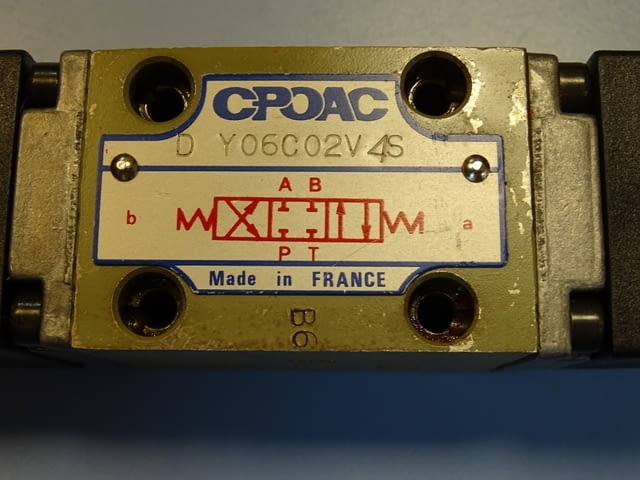 CPOAC
D Y06C02V4S
A B
b a
P T
Made in FRANCE
B6